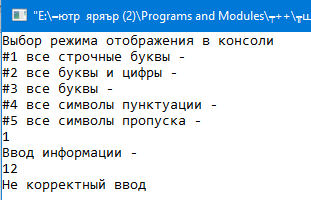 "E:\━ютр яряър (2)\Programs and Modules\┬++\
Выбор режима отображения в консоли
#1 все строчные буквы -
#2 все буквы и цифры -
#3 все буквы -
#4 все символы пунктуации -
#5 все символы пропуска -
1
Ввод информации -
12
Не корректный ввод